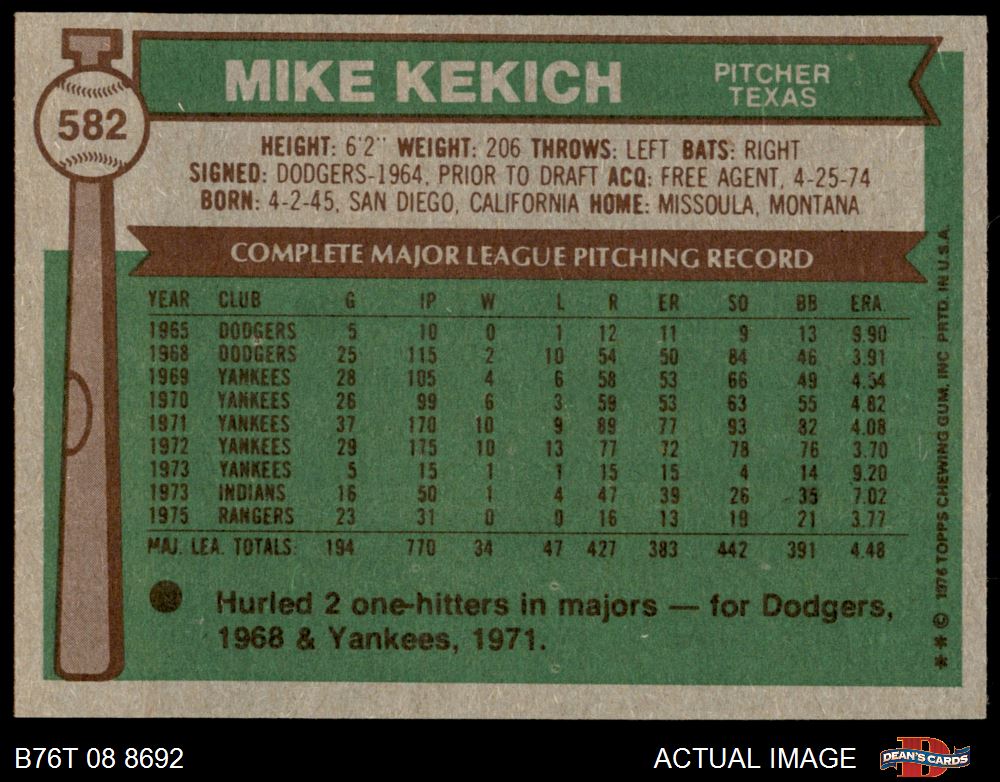 582
MIKE KEKICH
PITCHER
TEXAS
HEIGHT: 6'2" WEIGHT: 206 THROWS: LEFT BATS: RIGHT
SIGNED: DODGERS-1964, PRIOR TO DRAFT ACQ: FREE AGENT, 4-25-74
BORN: 4-2-45, SAN DIEGO, CALIFORNIA HOME: MISSOULA, MONTANA
COMPLETE MAJOR LEAGUE PITCHING RECORD
YEAR CLUB G IP W L R ER SO BB ERA.
1965 DODGERS 5 10 0 1 12 11 9 13 9.90
1968 DODGERS 25 115 2 10 54 50 84 46 3.91
1969 YANKEES 28 105 4 6 58 53 66 49 4.54
1970 YANKEES 26 99 6 3 59 53 63 55 4.82
1971 YANKEES 37 170 10 9 89 77 93 82 4.08
1972 YANKEES 29 175 10 13 77 72 78 76 3.70
1973 YANKEES 5 15 1 1 15 15 4 14 9.20
1973 INDIANS 16 50 1 4 47 39 26 35 7.02
1975 RANGERS 23 31 0 0 16 13 19 21 3.77
MAJ. LEA. TOTALS: 194 770 34 47 427 383 442 391 4.48
Hurled 2 one-hitters in majors — for Dodgers,
1968 & Yankees, 1971.
** © 1976 TOPPS CHEWING GUM, INC PRTD. IN U.S.A.
B76T 08 8692
ACTUAL IMAGE
DEAN'S CARDS